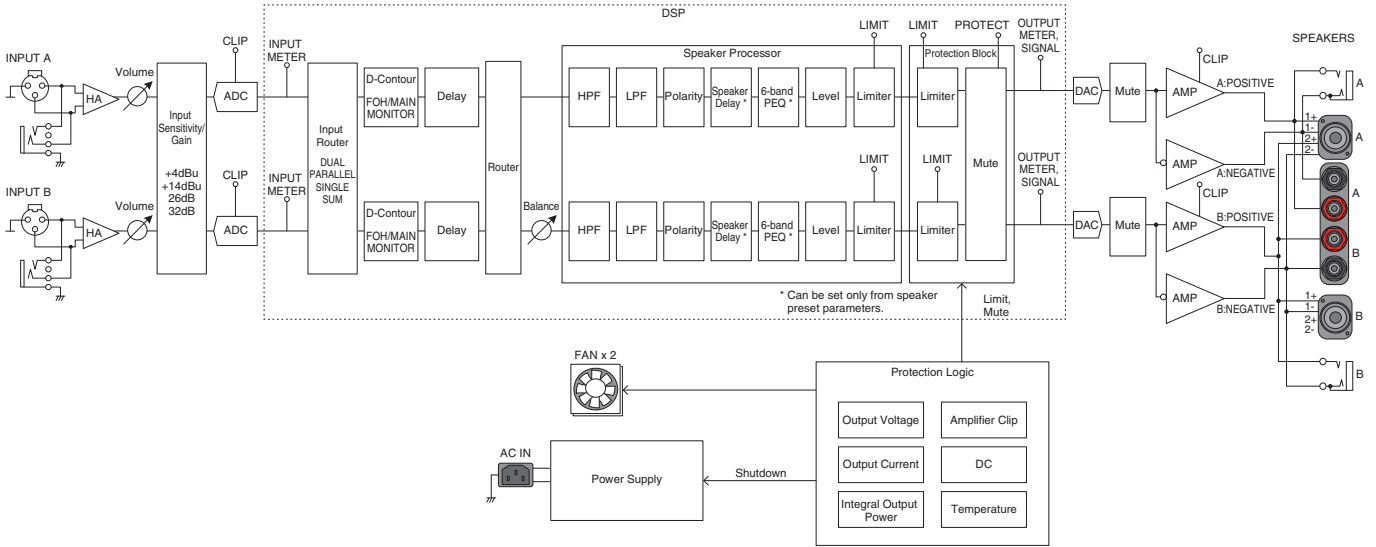 DSP
INPUT A
HA
Volume
Input
Sensitivity/
Gain
+4dBu
+14dBu
26dB
32dB
CLIP
ADC
INPUT
METER
Input
Router
DUAL
PARALLEL
SINGLE
SUM
D-Contour
FOH/MAIN
MONITOR
Delay
Router
Speaker Processor
HPF
LPF
Polarity
Speaker
Delay *
6-band
PEQ *
Level
LIMIT
Limiter
Protection Block
LIMIT
Limiter
PROTECT
Mute
OUTPUT
METER,
SIGNAL
DAC
Mute
CLIP
AMP
A:POSITIVE
AMP
A:NEGATIVE
INPUT B
HA
Volume
CLIP
ADC
INPUT
METER
D-Contour
FOH/MAIN
MONITOR
Delay
Balance
HPF
LPF
Polarity
Speaker
Delay *
6-band
PEQ *
Level
LIMIT
Limiter
LIMIT
Limiter
OUTPUT
METER,
SIGNAL
DAC
Mute
CLIP
AMP
B:POSITIVE
AMP
B:NEGATIVE
SPEAKERS
A
1+
1-
2+
2-
A
A
B
1+
1-
2+
2-
B
B
* Can be set only from speaker
preset parameters.
Limit,
Mute
FAN x 2
Protection Logic
Output Voltage
Amplifier Clip
Output Current
DC
Integral Output
Power
Temperature
AC IN
Power Supply
Shutdown